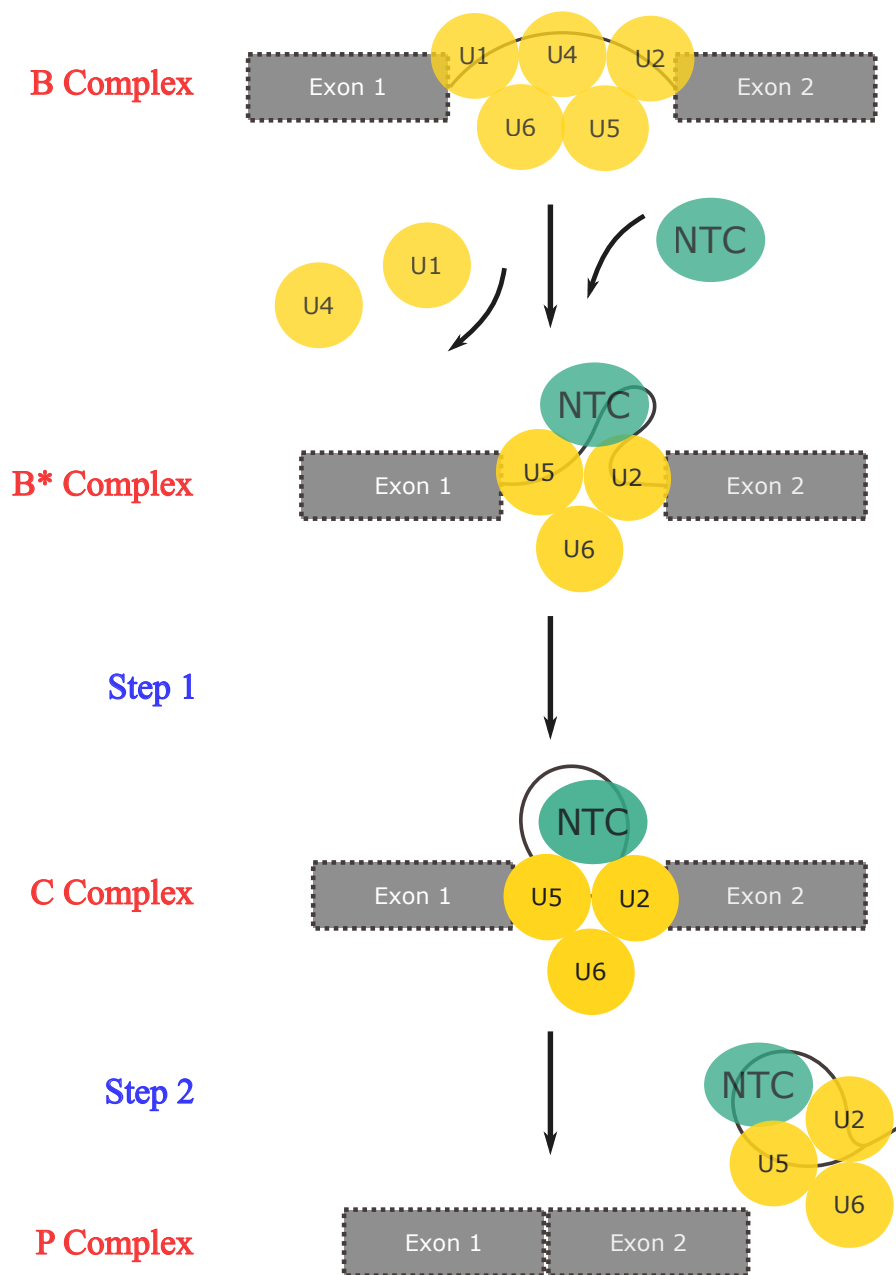 U1 U4 U2
B Complex Exon 1 Exon 2
U6 U5
NTC
U1
U4
NTC
B* Complex Exon 1 U5 U2 Exon 2
U6
Step 1
NTC
C Complex Exon 1 U5 U2 Exon 2
U6
Step 2
NTC
U2
U5
U6
P Complex Exon 1 Exon 2